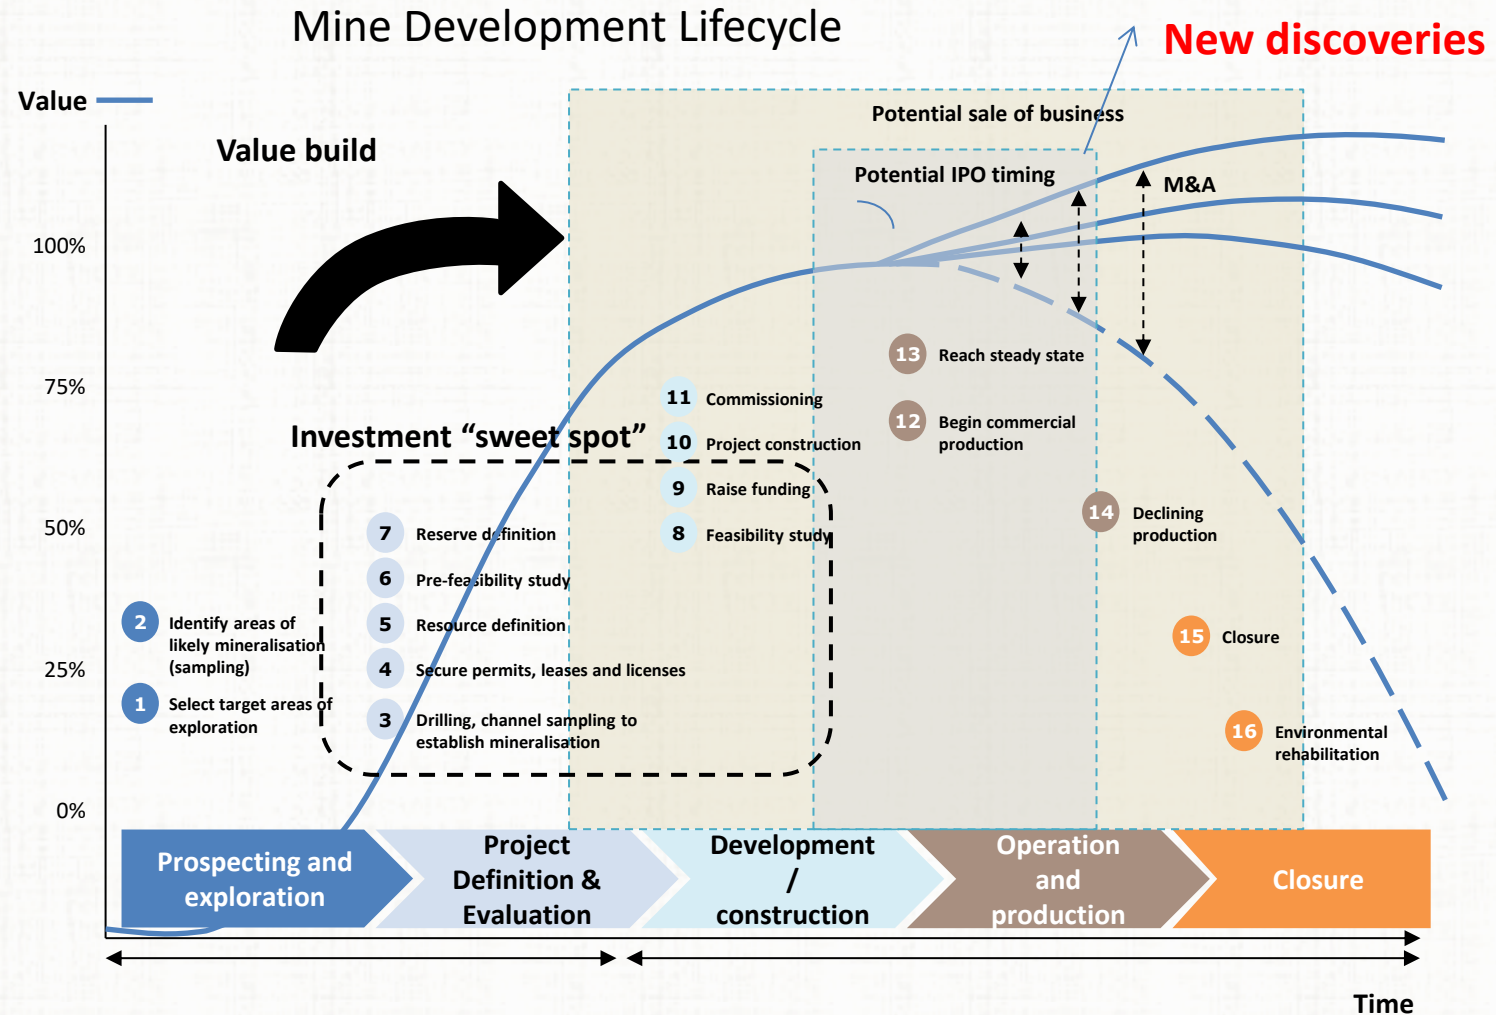 Mine Development Lifecycle
New discoveries
Value
Value build
Potential sale of business
Potential IPO timing
M&A
100%
75%
50%
25%
0%
Investment “sweet spot”
13 Reach steady state
12 Begin commercial
production
11 Commissioning
10 Project construction
9 Raise funding
8 Feasibility study
7 Reserve definition
6 Pre-feasibility study
5 Resource definition
4 Secure permits, leases and licenses
3 Drilling, channel sampling to
establish mineralisation
2 Identify areas of
likely mineralisation
(sampling)
1 Select target areas of
exploration
14 Declining
production
15 Closure
16 Environmental
rehabilitation
Prospecting and
exploration
Project
Definition &
Evaluation
Development
/
construction
Operation
and
production
Closure
Time